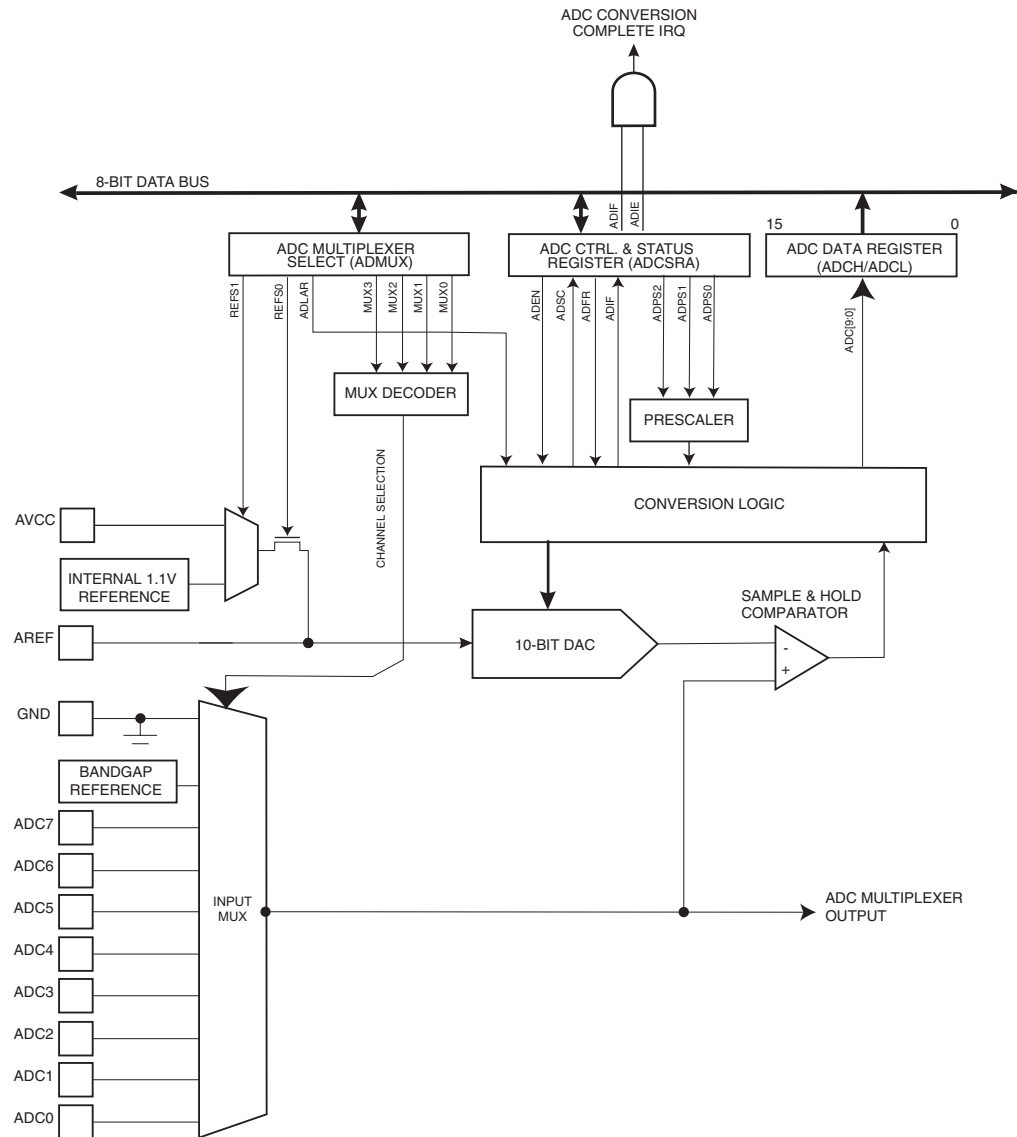 ADC CONVERSION
COMPLETE IRQ
8-BIT DATA BUS
ADIF
ADIE
15
0
ADC MULTIPLEXER
SELECT (ADMUX)
ADC CTRL. & STATUS
REGISTER (ADCSRA)
ADC DATA REGISTER
(ADCH/ADCL)
REFS1
REFS0
ADLAR
MUX3
MUX2
MUX1
MUX0
ADEN
ADSC
ADFR
ADIF
ADPS2
ADPS1
ADPS0
ADC[9:0]
MUX DECODER
PRESCALER
CHANNEL SELECTION
CONVERSION LOGIC
AVCC
INTERNAL 1.1V
REFERENCE
SAMPLE & HOLD
COMPARATOR
AREF
10-BIT DAC
-
+
GND
BANDGAP
REFERENCE
ADC7
ADC6
ADC5
ADC4
ADC3
ADC2
ADC1
ADC0
INPUT
MUX
ADC MULTIPLEXER
OUTPUT